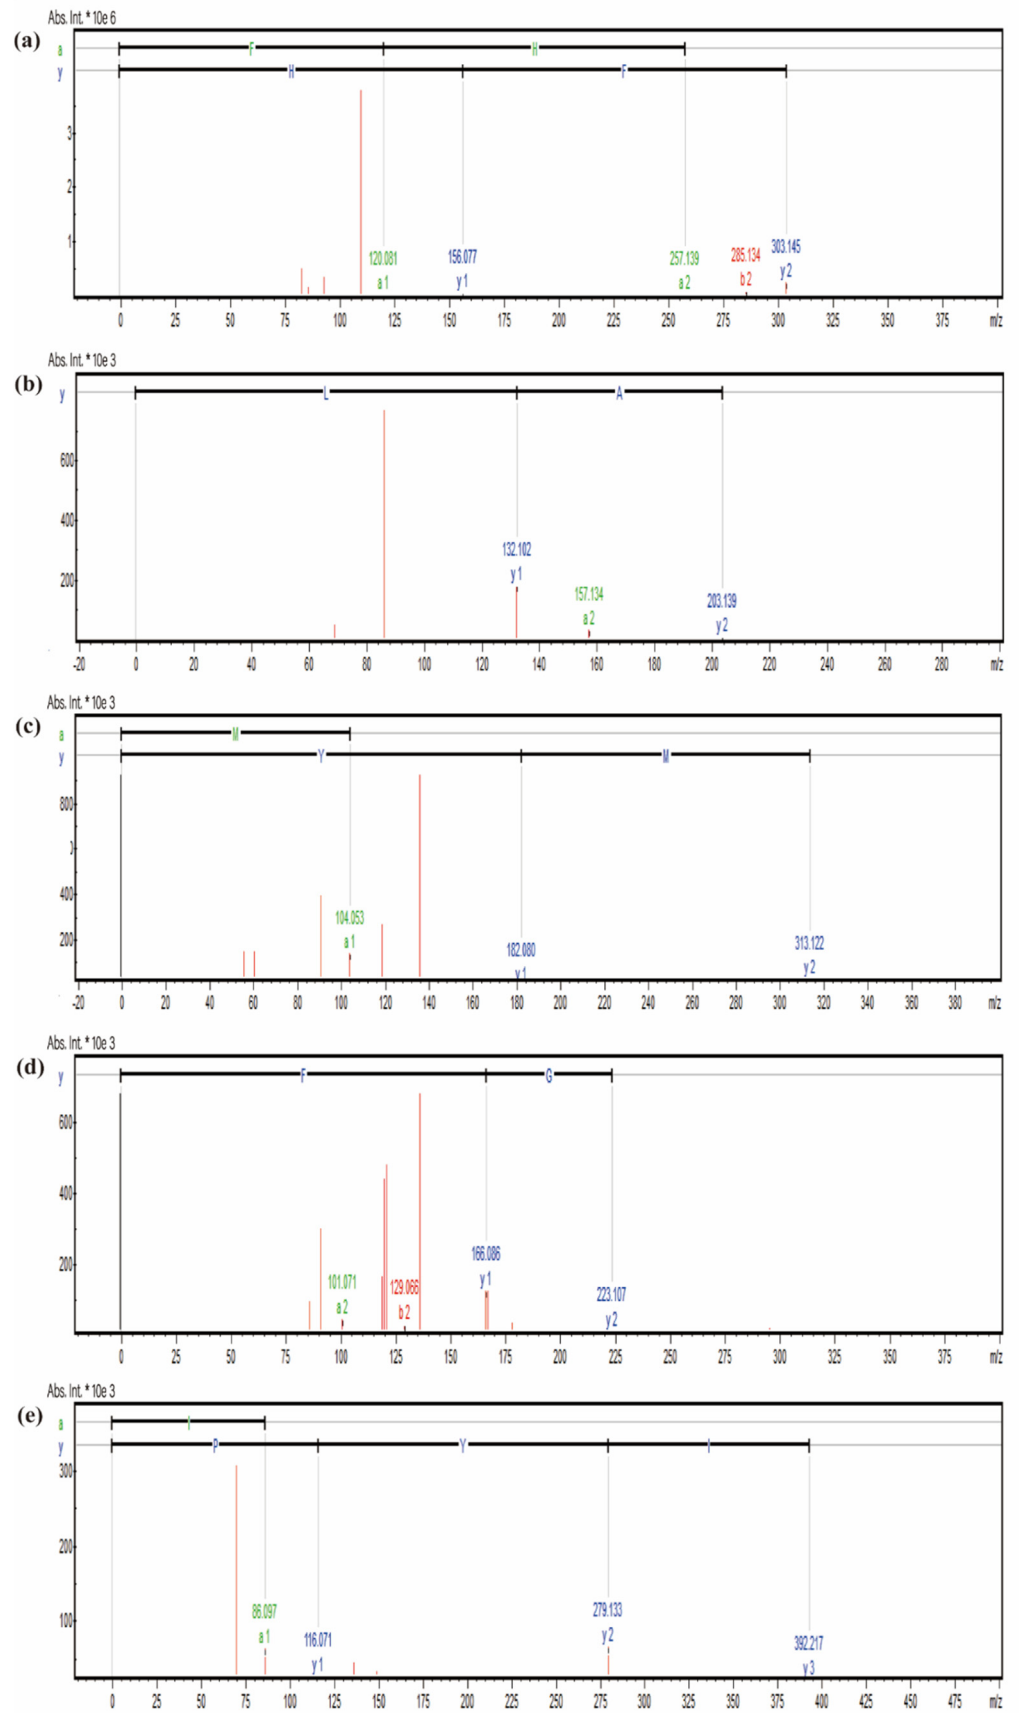 Abs. Int. * 10e 6
(a)
a F H
y H F
3
2
1
120.081 156.077 257.139 285.134 303.145
a 1 y 1 a 2 b 2 y 2
0 25 50 75 100 125 150 175 200 225 250 275 300 325 350 375 m/z
Abs. Int. * 10e 3
(b)
y L A
600
400
200
132.102 157.134 203.139
y 1 a 2 y 2
-20 0 20 40 60 80 100 120 140 160 180 200 220 240 260 280 m/z
Abs. Int. * 10e 3
(c)
a M
y Y M
800
400
200
104.053 182.080 313.122
a 1 y 1 y 2
-20 0 20 40 60 80 100 120 140 160 180 200 220 240 260 280 300 320 340 360 380 m/z
Abs. Int. * 10e 3
(d)
y F G
600
400
200
101.071 129.066 166.086 223.107
a 2 b 2 y 1 y 2
0 25 50 75 100 125 150 175 200 225 250 275 300 325 350 375 m/z
Abs. Int. * 10e 3
(e)
a I
y P Y I
300
200
100
86.097 116.071 279.133 392.217
a 1 y 1 y 2 y 3
0 25 50 75 100 125 150 175 200 225 250 275 300 325 350 375 400 425 450 475 m/z